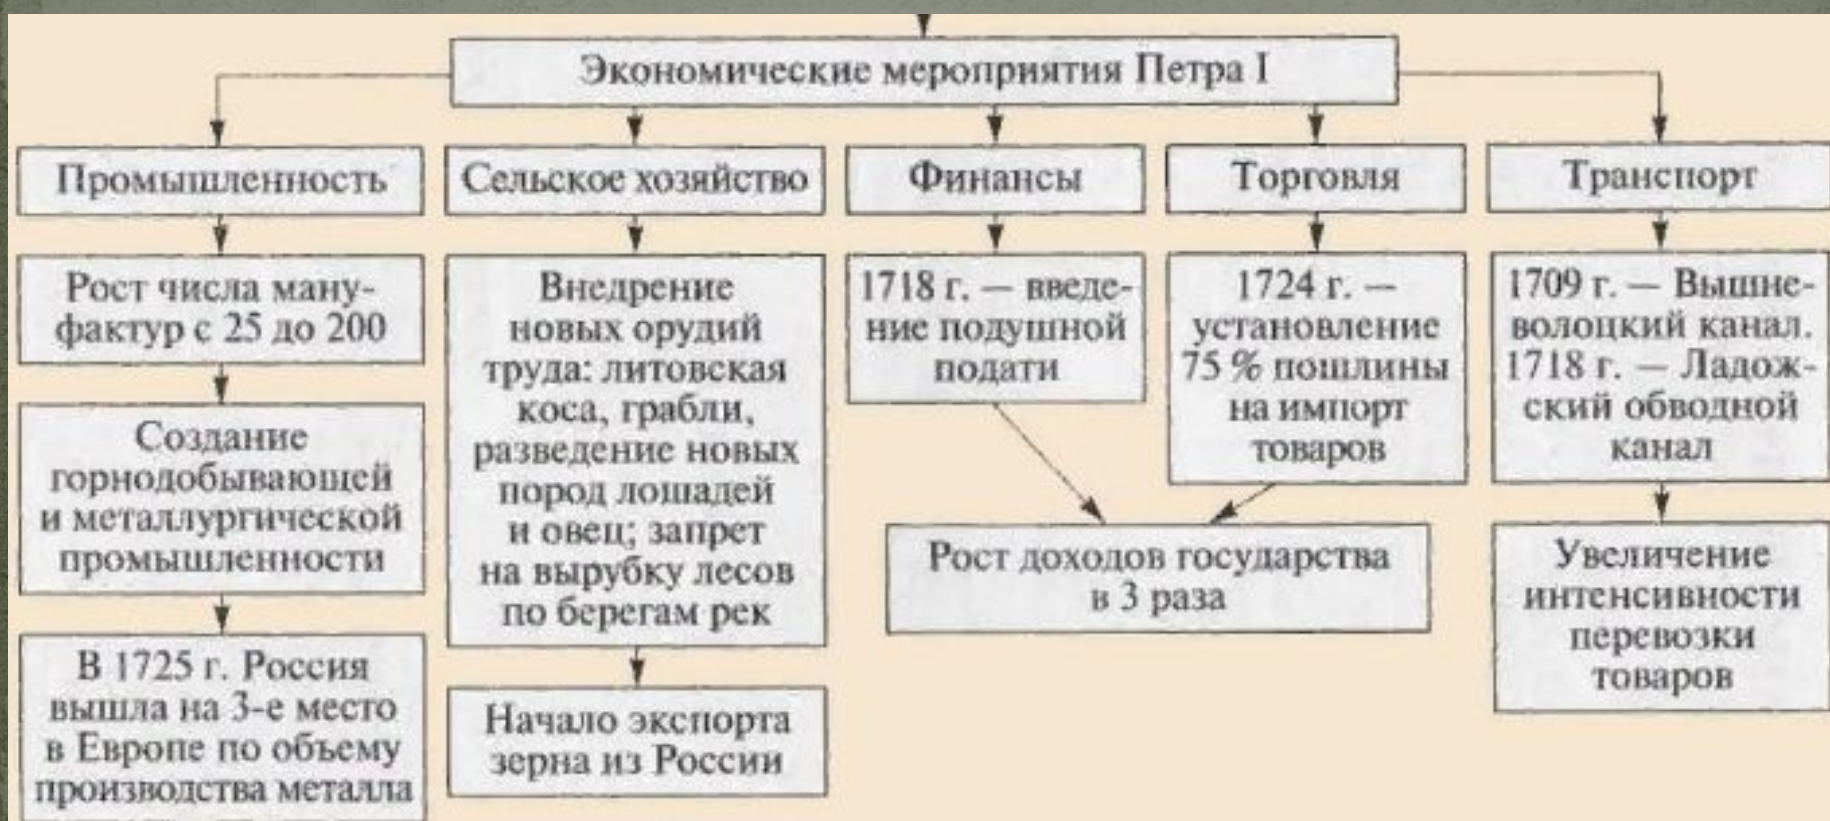 Экономические мероприятия Петра I
Промышленность
Рост числа ману-
фактур с 25 до 200
Создание
горнодобывающей
и металлургической
промышленности
В 1725 г. Россия
вышла на 3-е место
в Европе по объему
производства металла
Сельское хозяйство
Внедрение
новых орудий
труда: литовская
коса, грабли,
разведение новых
пород лошадей
и овец; запрет
на вырубку лесов
по берегам рек
Начало экспорта
зерна из России
Финансы
1718 г. — введе-
ние подушной
подати
Торговля
1724 г. —
установление
75 % пошлины
на импорт
товаров
Рост доходов государства
в 3 раза
Транспорт
1709 г. — Вышне-
волоцкий канал.
1718 г. — Ладож-
ский обводной
канал
Увеличение
интенсивности
перевозки
товаров